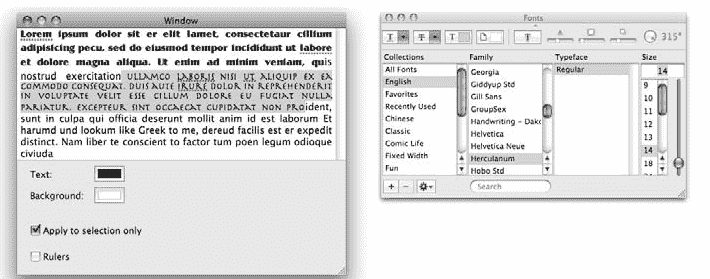 Window
Lorem ipsum dolor sit er elit lamet, consectetaur cillium
adipisicing pecu, sed do eiusmod tempor incididunt ut labore
et dolore magna aliqua. Ut enim ad minim veniam, quis
nostrud exercitation ULLAMCO LABORIS NISI UT ALIQUIP EX EA
COMMODO CONSEQUAT. DUIS AUTE IRURE DOLOR IN REPREHENDERIT
IN VOLUPTATE VELIT ESSE CILLUM DOLORE EU FUGIAT NULLA
PARIATUR. EXCEPTEUR SINT OCCAECAT CUPIDATAT NON PROident,
sunt in culpa qui officia deserunt mollit anim id est laborum Et
harumd und lookum like Greek to me, dereud facilis est er expedit
distinct. Nam liber te conscient to factor tum poen legum odioque
civiuda
Text:
Background:
Apply to selection only
Rulers
Fonts
T T T T 315°
Collections Family Typeface Size
All Fonts
English
Favorites
Recently Used
Chinese
Classic
Comic Life
Fixed Width
Fun
Georgia
Giddyup Std
Gill Sans
GroupSex
Handwriting - Dako
Helvetica
Helvetica Neue
Herculanum
Hobo Std
Regular
14
9
10
11
12
13
14
18
Search